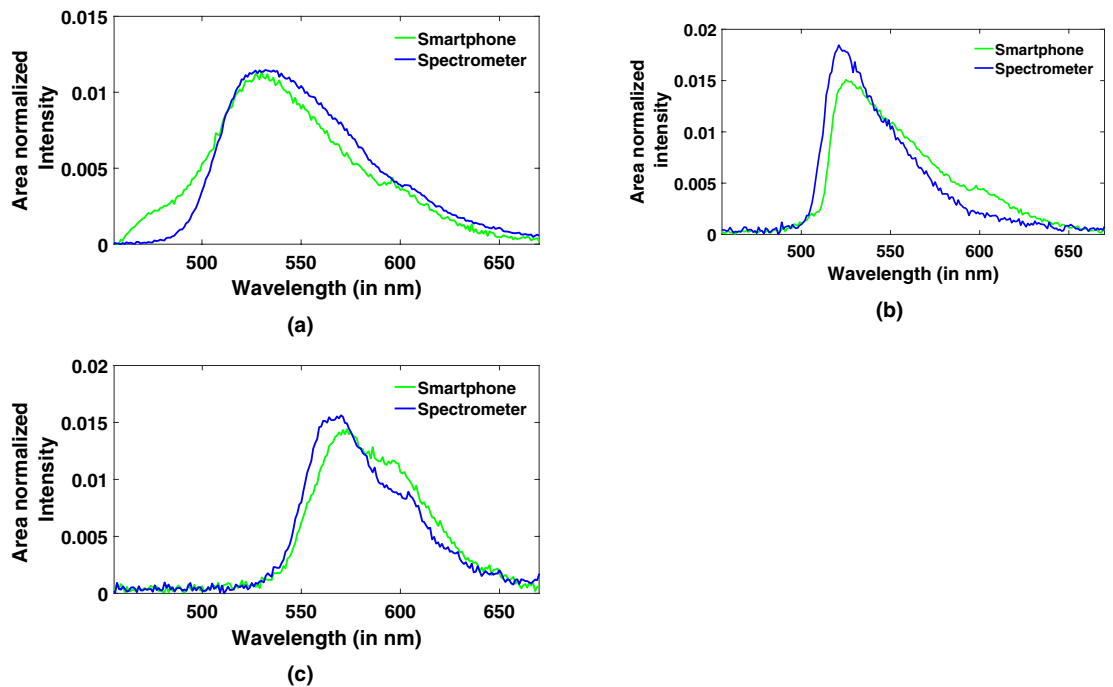 0.015
0.01
0.005
0
Area normalized
Intensity
Smartphone
Spectrometer
500 550 600 650
Wavelength (in nm)
(a)
0.02
0.015
0.01
0.005
0
Area normalized
intensity
Smartphone
Spectrometer
500 550 600 650
Wavelength (in nm)
(b)
0.02
0.015
0.01
0.005
0
Area normalized
Intensity
Smartphone
Spectrometer
500 550 600 650
Wavelength (in nm)
(c)